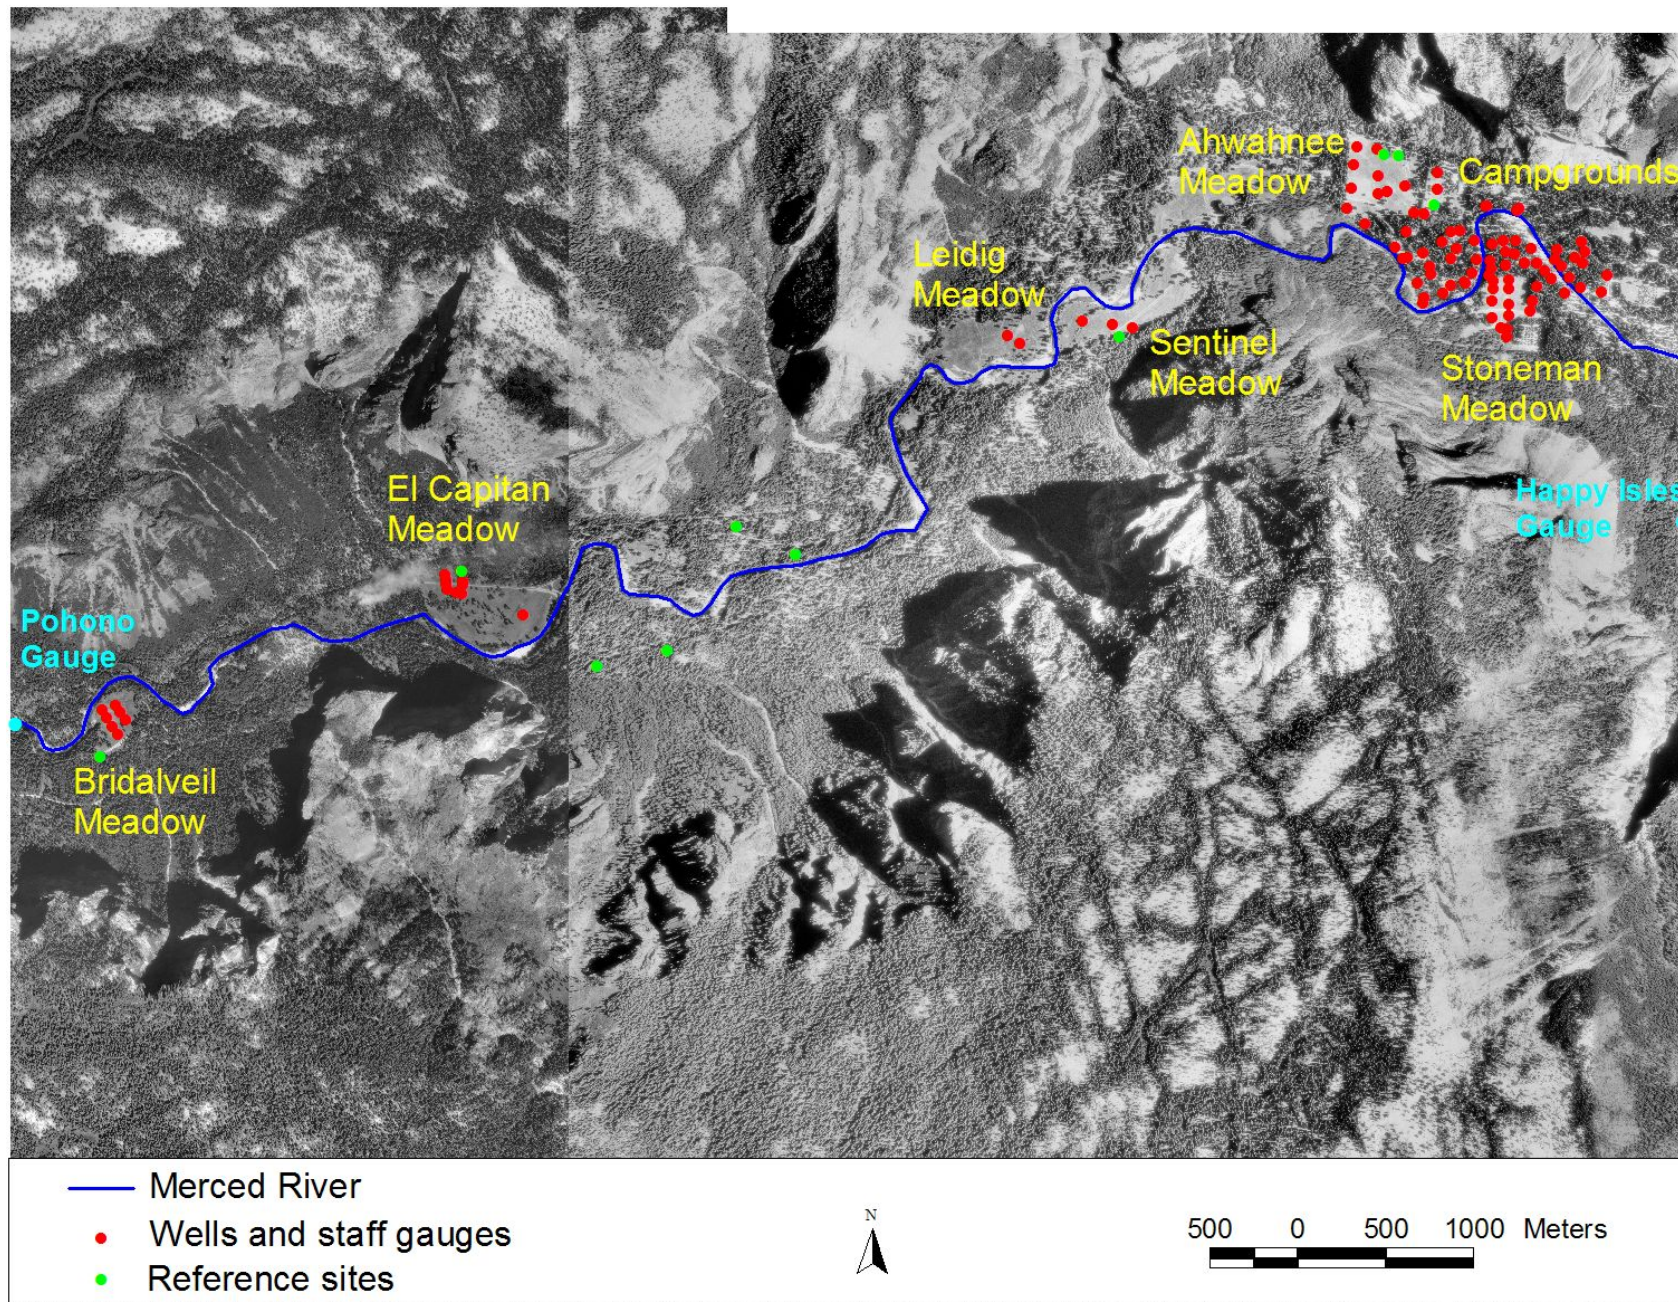 Ahwahnee
Meadow
Campgrounds
Leidig
Meadow
Sentinel
Meadow
Stoneman
Meadow
El Capitan
Meadow
Happy Isles
Gauge
Pohono
Gauge
Bridalveil
Meadow
Merced River
Wells and staff gauges
Reference sites
N
500 0 500 1000 Meters